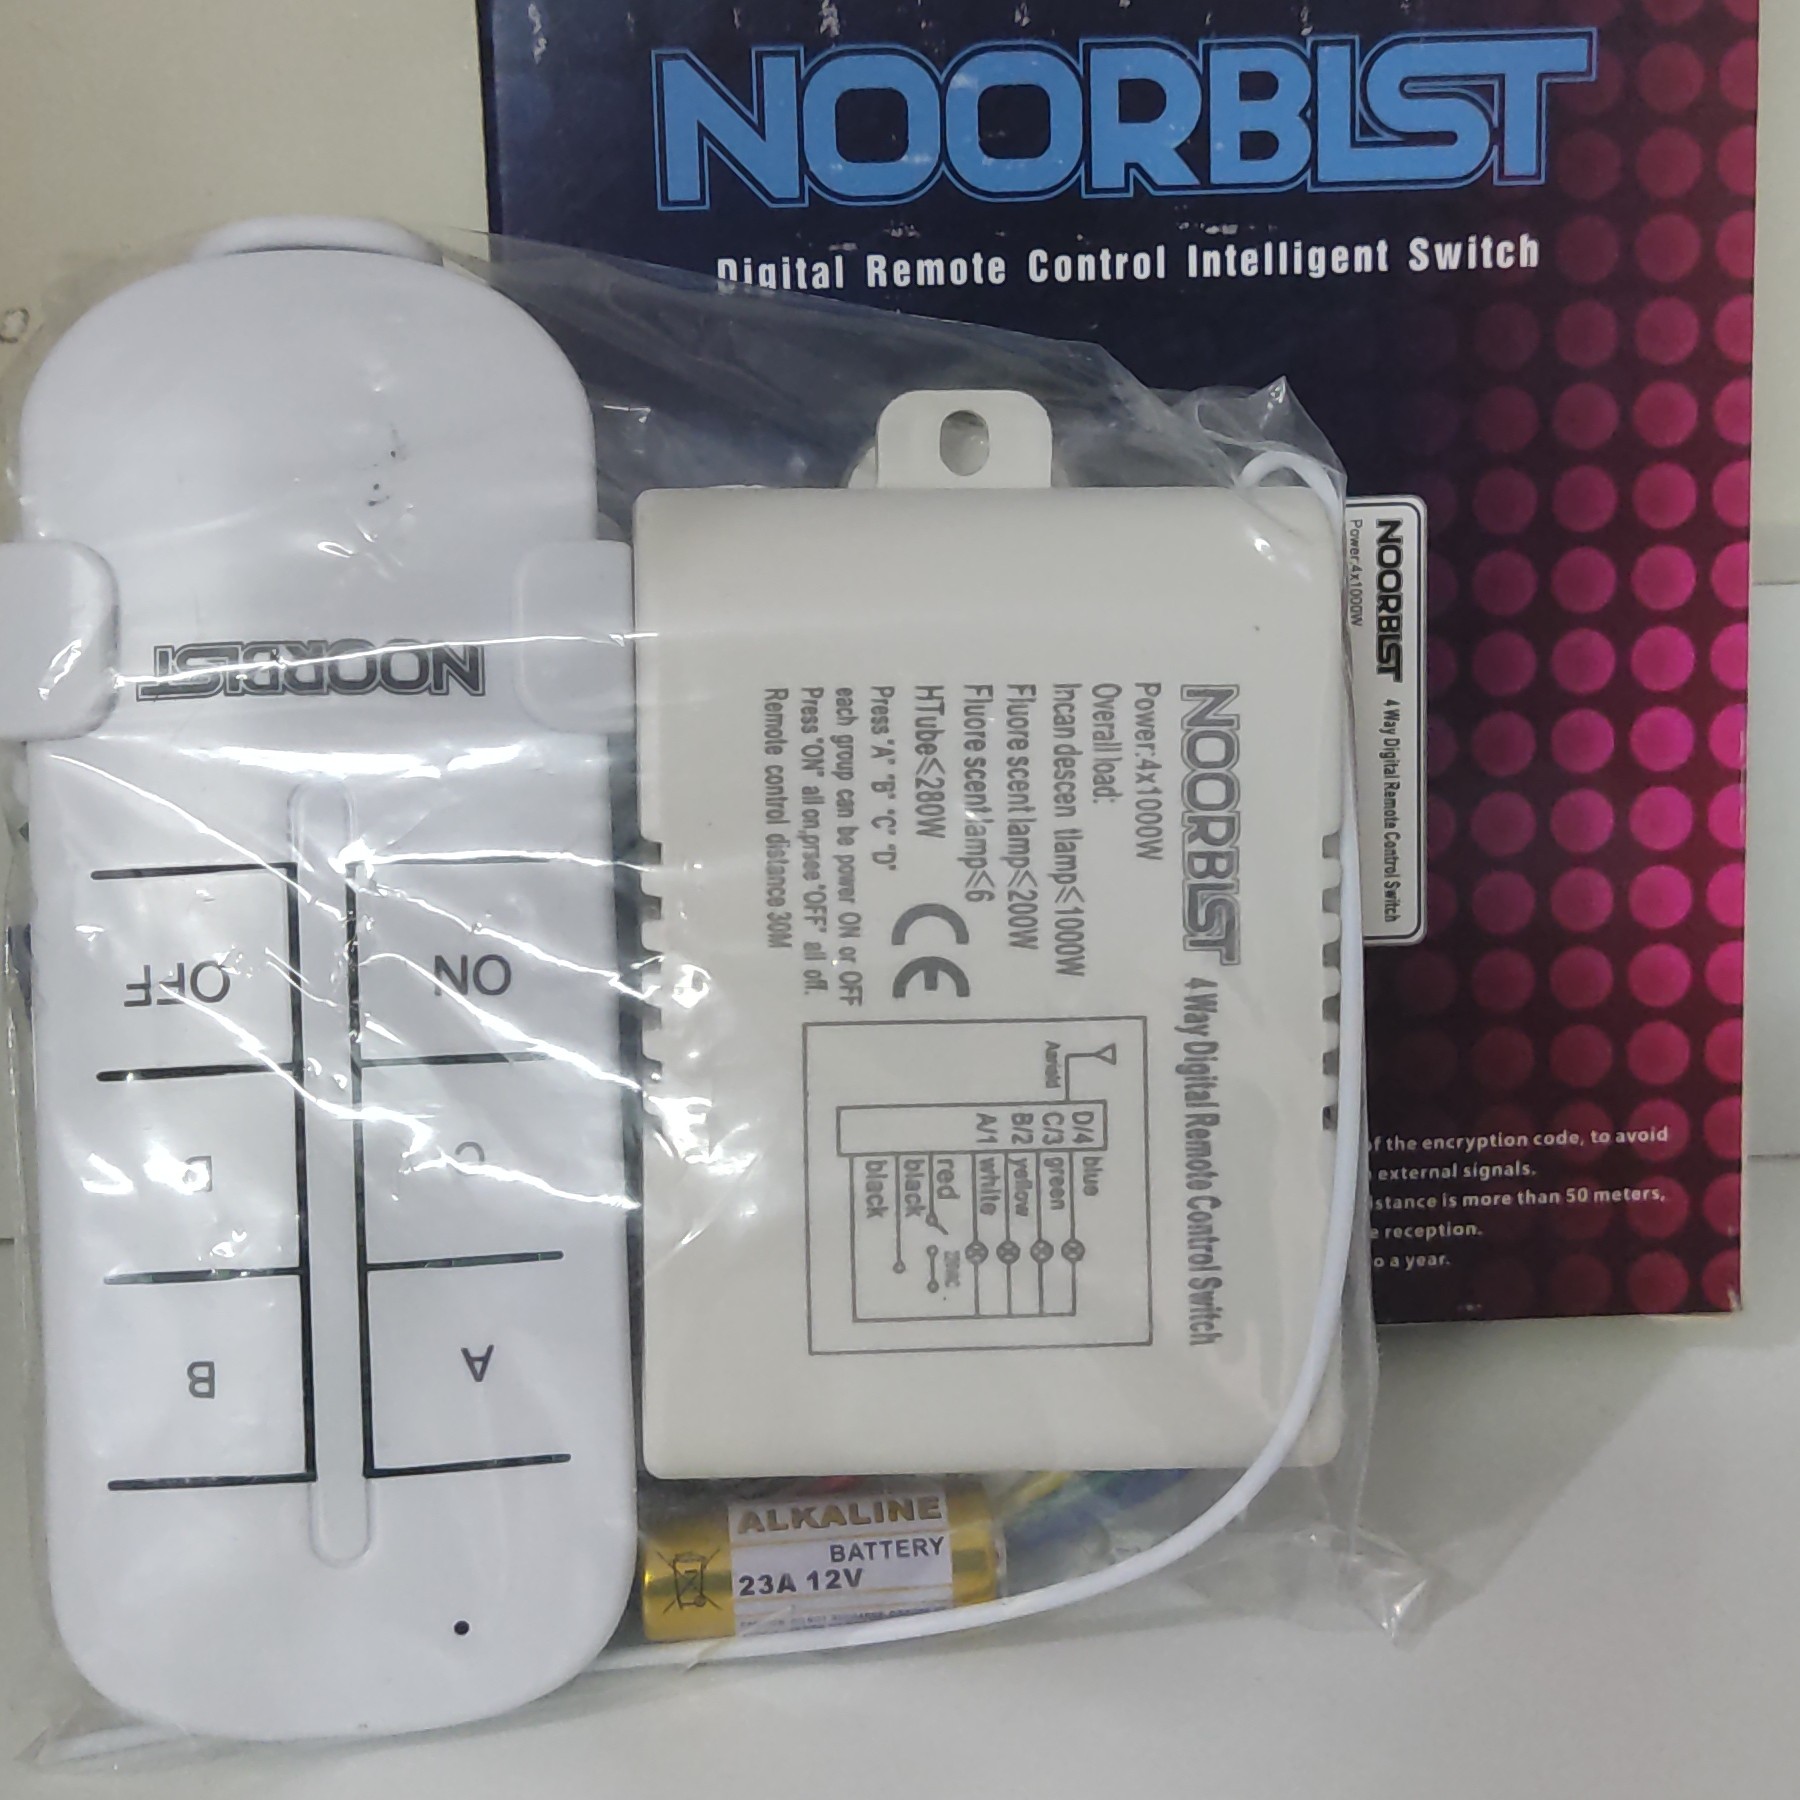 NOORBLST
Digital Remote Control Intelligent Switch
NOORBLST 4 Way Digital Remote Control Switch
Power:4x1000W
f the encryption code, to avoid
external signals.
istance is more than 50 meters,
e reception.
o a year.
NOORBLST 4 Way Digital Remote Control Switch
Power:4x1000W
Overall load:
Incan descen tlamp≤1000W
Fluore scent lamp≤200W
Fluore scent lamp≤6
HTube≤280W
CE
Press "A" "B" "C" "D"
each group can be power ON or OFF
Press "ON" all on,prsee "OFF" all off.
Remote control distance 30M
D/4 blue
C/3 green
B/2 yellow
A/1 white
red
black
black
NOORBLST
ON
OFF
C
D
A
B
ALKALINE
BATTERY
23A 12V